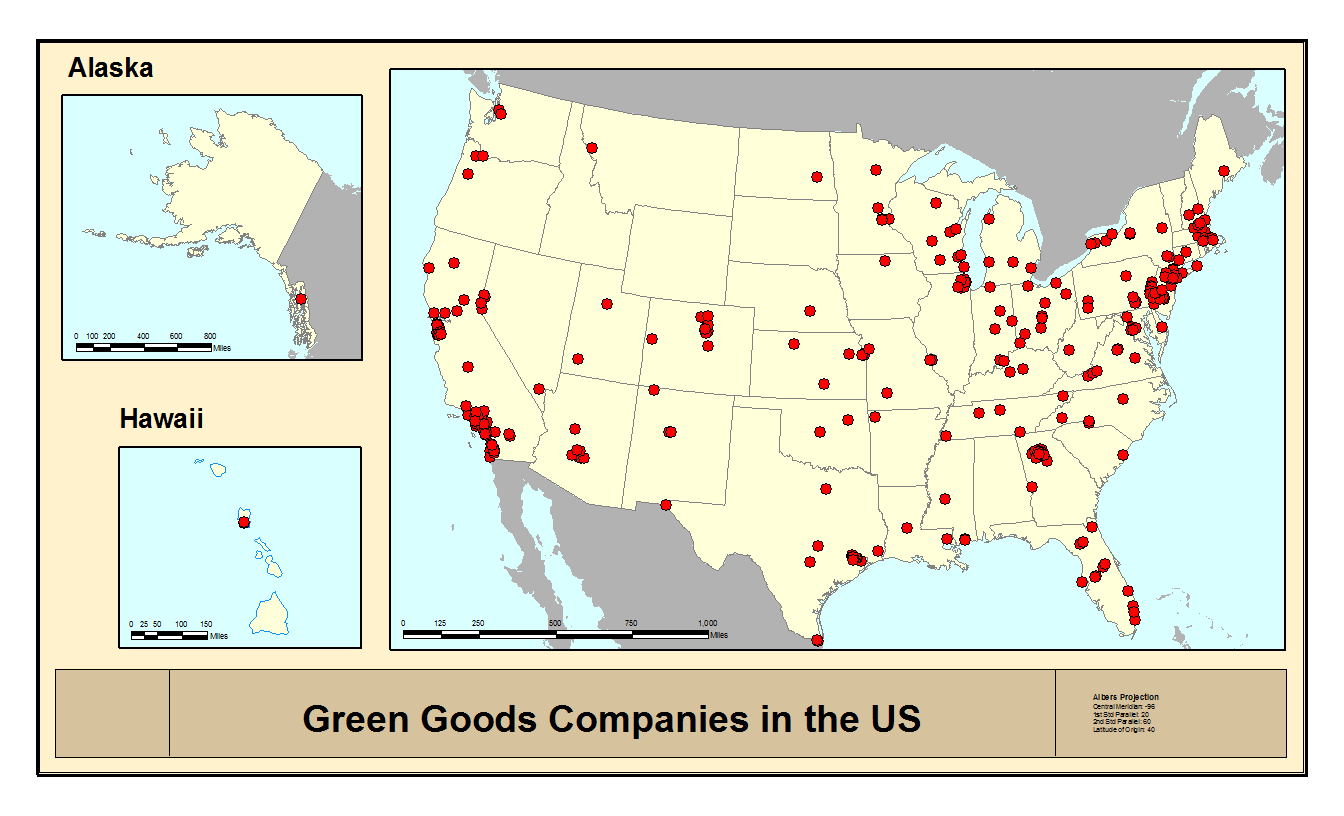 Alaska
0 100 200 400 600 800
Miles
Hawaii
0 25 50 100 150
Miles
0 125 250 500 750 1,000
Miles
Green Goods Companies in the US
Albers Projection
Central Meridian: -96
1st Std Parallel: 20
2nd Std Parallel: 60
Latitude of Origin: 40